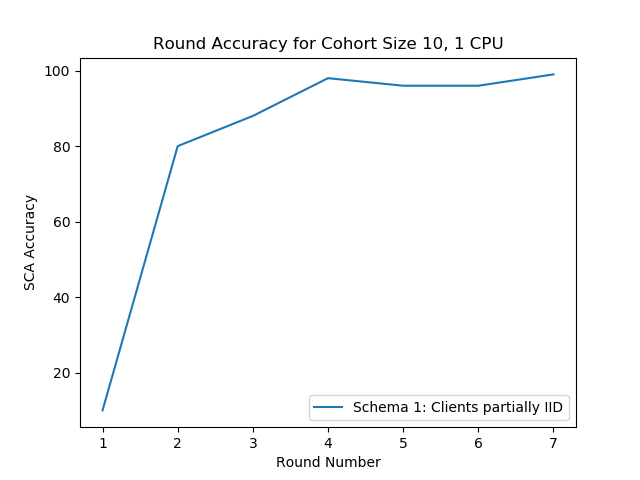 Round Accuracy for Cohort Size 10, 1 CPU
100
80
60
40
20
SCA Accuracy
Schema 1: Clients partially IID
1 2 3 4 5 6 7
Round Number